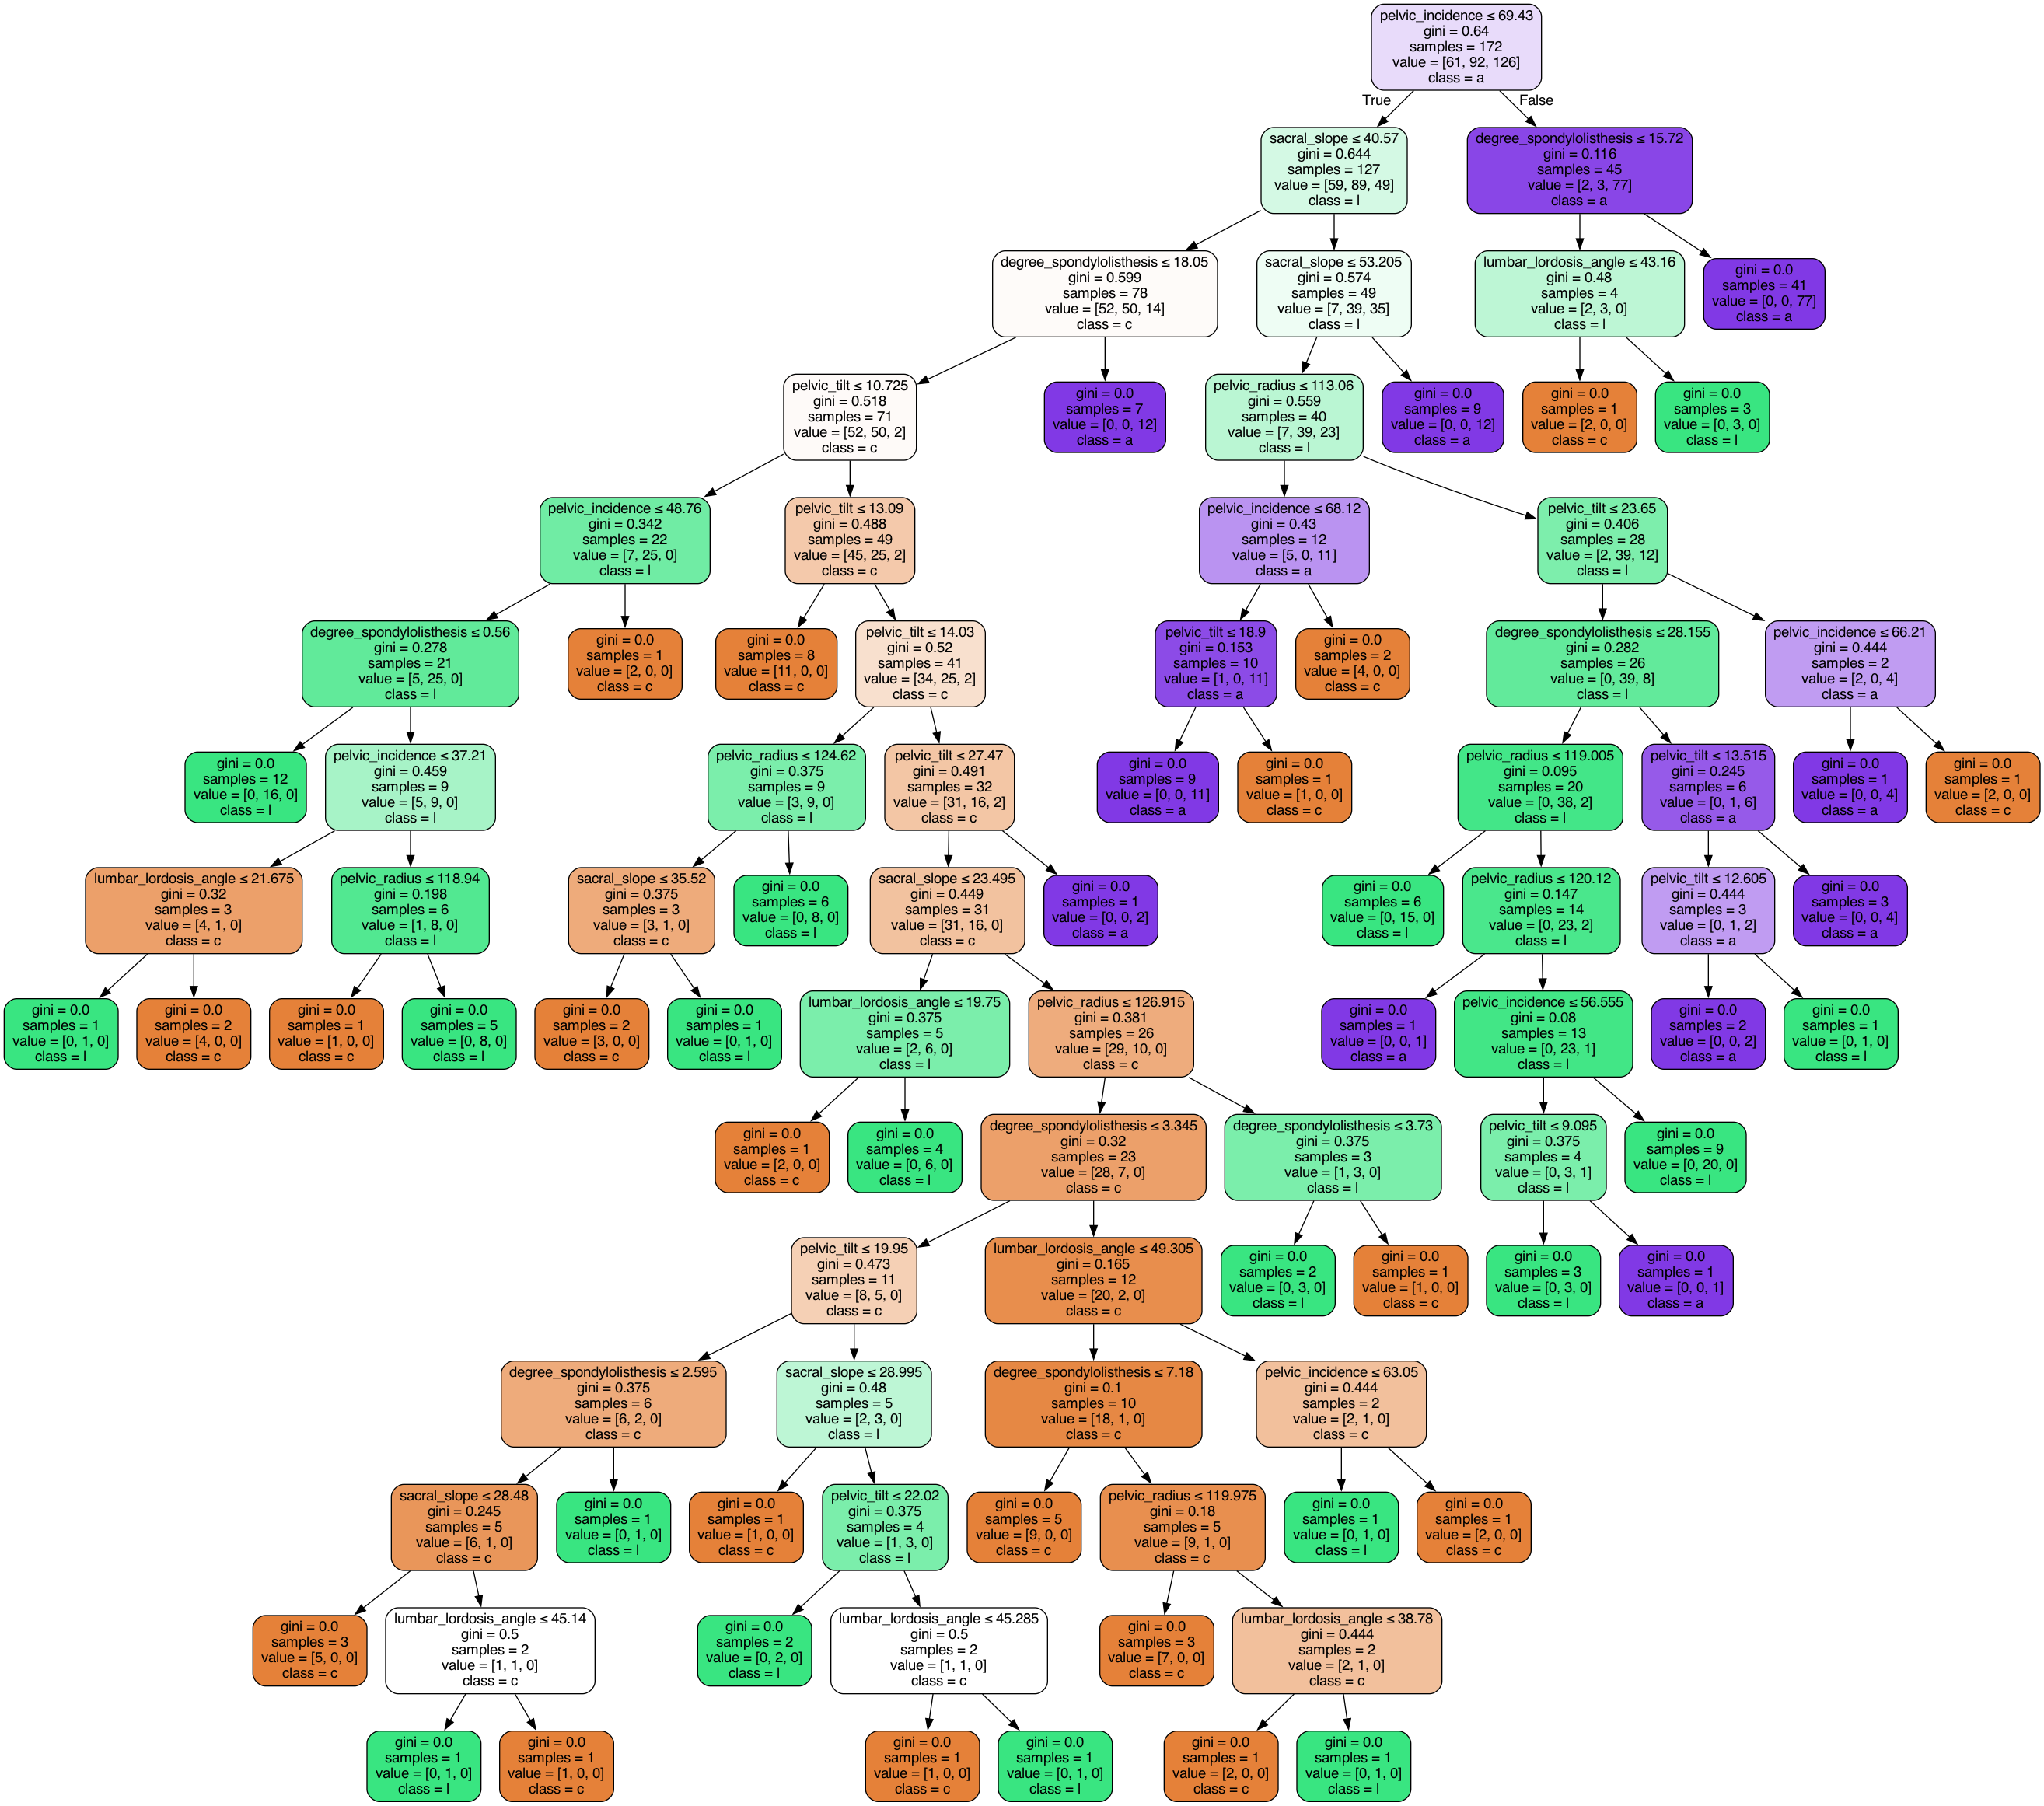 pelvic_incidence ≤ 69.43
gini = 0.64
samples = 172
value = [61, 92, 126]
class = a
True
False
sacral_slope ≤ 40.57
gini = 0.644
samples = 127
value = [59, 89, 49]
class = l
degree_spondylolisthesis ≤ 15.72
gini = 0.116
samples = 45
value = [2, 3, 77]
class = a
degree_spondylolisthesis ≤ 18.05
gini = 0.599
samples = 78
value = [52, 50, 14]
class = c
sacral_slope ≤ 53.205
gini = 0.574
samples = 49
value = [7, 39, 35]
class = l
lumbar_lordosis_angle ≤ 43.16
gini = 0.48
samples = 4
value = [2, 3, 0]
class = l
gini = 0.0
samples = 41
value = [0, 0, 77]
class = a
pelvic_tilt ≤ 10.725
gini = 0.518
samples = 71
value = [52, 50, 2]
class = c
gini = 0.0
samples = 7
value = [0, 0, 12]
class = a
pelvic_radius ≤ 113.06
gini = 0.559
samples = 40
value = [7, 39, 23]
class = l
gini = 0.0
samples = 9
value = [0, 0, 12]
class = a
gini = 0.0
samples = 1
value = [2, 0, 0]
class = c
gini = 0.0
samples = 3
value = [0, 3, 0]
class = l
pelvic_incidence ≤ 48.76
gini = 0.342
samples = 22
value = [7, 25, 0]
class = l
pelvic_tilt ≤ 13.09
gini = 0.488
samples = 49
value = [45, 25, 2]
class = c
pelvic_incidence ≤ 68.12
gini = 0.43
samples = 12
value = [5, 0, 11]
class = a
pelvic_tilt ≤ 23.65
gini = 0.406
samples = 28
value = [2, 39, 12]
class = l
degree_spondylolisthesis ≤ 0.56
gini = 0.278
samples = 21
value = [5, 25, 0]
class = l
gini = 0.0
samples = 1
value = [2, 0, 0]
class = c
gini = 0.0
samples = 8
value = [11, 0, 0]
class = c
pelvic_tilt ≤ 14.03
gini = 0.52
samples = 41
value = [34, 25, 2]
class = c
pelvic_tilt ≤ 18.9
gini = 0.153
samples = 10
value = [1, 0, 11]
class = a
gini = 0.0
samples = 2
value = [4, 0, 0]
class = c
degree_spondylolisthesis ≤ 28.155
gini = 0.282
samples = 26
value = [0, 39, 8]
class = l
pelvic_incidence ≤ 66.21
gini = 0.444
samples = 2
value = [2, 0, 4]
class = a
gini = 0.0
samples = 12
value = [0, 16, 0]
class = l
pelvic_incidence ≤ 37.21
gini = 0.459
samples = 9
value = [5, 9, 0]
class = l
pelvic_radius ≤ 124.62
gini = 0.375
samples = 9
value = [3, 9, 0]
class = l
pelvic_tilt ≤ 27.47
gini = 0.491
samples = 32
value = [31, 16, 2]
class = c
gini = 0.0
samples = 9
value = [0, 0, 11]
class = a
gini = 0.0
samples = 1
value = [1, 0, 0]
class = c
pelvic_radius ≤ 119.005
gini = 0.095
samples = 20
value = [0, 38, 2]
class = l
pelvic_tilt ≤ 13.515
gini = 0.245
samples = 6
value = [0, 1, 6]
class = a
gini = 0.0
samples = 1
value = [0, 0, 4]
class = a
gini = 0.0
samples = 1
value = [2, 0, 0]
class = c
lumbar_lordosis_angle ≤ 21.675
gini = 0.32
samples = 3
value = [4, 1, 0]
class = c
pelvic_radius ≤ 118.94
gini = 0.198
samples = 6
value = [1, 8, 0]
class = l
sacral_slope ≤ 35.52
gini = 0.375
samples = 3
value = [3, 1, 0]
class = c
gini = 0.0
samples = 6
value = [0, 8, 0]
class = l
sacral_slope ≤ 23.495
gini = 0.449
samples = 31
value = [31, 16, 0]
class = c
gini = 0.0
samples = 1
value = [0, 0, 2]
class = a
gini = 0.0
samples = 6
value = [0, 15, 0]
class = l
pelvic_radius ≤ 120.12
gini = 0.147
samples = 14
value = [0, 23, 2]
class = l
pelvic_tilt ≤ 12.605
gini = 0.444
samples = 3
value = [0, 1, 2]
class = a
gini = 0.0
samples = 3
value = [0, 0, 4]
class = a
gini = 0.0
samples = 1
value = [0, 1, 0]
class = l
gini = 0.0
samples = 2
value = [4, 0, 0]
class = c
gini = 0.0
samples = 1
value = [1, 0, 0]
class = c
gini = 0.0
samples = 5
value = [0, 8, 0]
class = l
gini = 0.0
samples = 2
value = [3, 0, 0]
class = c
gini = 0.0
samples = 1
value = [0, 1, 0]
class = l
lumbar_lordosis_angle ≤ 19.75
gini = 0.375
samples = 5
value = [2, 6, 0]
class = l
pelvic_radius ≤ 126.915
gini = 0.381
samples = 26
value = [29, 10, 0]
class = c
gini = 0.0
samples = 1
value = [0, 0, 1]
class = a
pelvic_incidence ≤ 56.555
gini = 0.08
samples = 13
value = [0, 23, 1]
class = l
gini = 0.0
samples = 2
value = [0, 0, 2]
class = a
gini = 0.0
samples = 1
value = [0, 1, 0]
class = l
gini = 0.0
samples = 1
value = [2, 0, 0]
class = c
gini = 0.0
samples = 4
value = [0, 6, 0]
class = l
degree_spondylolisthesis ≤ 3.345
gini = 0.32
samples = 23
value = [28, 7, 0]
class = c
degree_spondylolisthesis ≤ 3.73
gini = 0.375
samples = 3
value = [1, 3, 0]
class = l
pelvic_tilt ≤ 9.095
gini = 0.375
samples = 4
value = [0, 3, 1]
class = l
gini = 0.0
samples = 9
value = [0, 20, 0]
class = l
pelvic_tilt ≤ 19.95
gini = 0.473
samples = 11
value = [8, 5, 0]
class = c
lumbar_lordosis_angle ≤ 49.305
gini = 0.165
samples = 12
value = [20, 2, 0]
class = c
gini = 0.0
samples = 2
value = [0, 3, 0]
class = l
gini = 0.0
samples = 1
value = [1, 0, 0]
class = c
gini = 0.0
samples = 3
value = [0, 3, 0]
class = l
gini = 0.0
samples = 1
value = [0, 0, 1]
class = a
degree_spondylolisthesis ≤ 2.595
gini = 0.375
samples = 6
value = [6, 2, 0]
class = c
sacral_slope ≤ 28.995
gini = 0.48
samples = 5
value = [2, 3, 0]
class = l
degree_spondylolisthesis ≤ 7.18
gini = 0.1
samples = 10
value = [18, 1, 0]
class = c
pelvic_incidence ≤ 63.05
gini = 0.444
samples = 2
value = [2, 1, 0]
class = c
sacral_slope ≤ 28.48
gini = 0.245
samples = 5
value = [6, 1, 0]
class = c
gini = 0.0
samples = 1
value = [0, 1, 0]
class = l
gini = 0.0
samples = 1
value = [1, 0, 0]
class = c
pelvic_tilt ≤ 22.02
gini = 0.375
samples = 4
value = [1, 3, 0]
class = l
gini = 0.0
samples = 5
value = [9, 0, 0]
class = c
pelvic_radius ≤ 119.975
gini = 0.18
samples = 5
value = [9, 1, 0]
class = c
gini = 0.0
samples = 1
value = [0, 1, 0]
class = l
gini = 0.0
samples = 1
value = [2, 0, 0]
class = c
gini = 0.0
samples = 3
value = [5, 0, 0]
class = c
lumbar_lordosis_angle ≤ 45.14
gini = 0.5
samples = 2
value = [1, 1, 0]
class = c
gini = 0.0
samples = 2
value = [0, 2, 0]
class = l
lumbar_lordosis_angle ≤ 45.285
gini = 0.5
samples = 2
value = [1, 1, 0]
class = c
gini = 0.0
samples = 3
value = [7, 0, 0]
class = c
lumbar_lordosis_angle ≤ 38.78
gini = 0.444
samples = 2
value = [2, 1, 0]
class = c
gini = 0.0
samples = 1
value = [0, 1, 0]
class = l
gini = 0.0
samples = 1
value = [1, 0, 0]
class = c
gini = 0.0
samples = 1
value = [1, 0, 0]
class = c
gini = 0.0
samples = 1
value = [0, 1, 0]
class = l
gini = 0.0
samples = 1
value = [2, 0, 0]
class = c
gini = 0.0
samples = 1
value = [0, 1, 0]
class = l